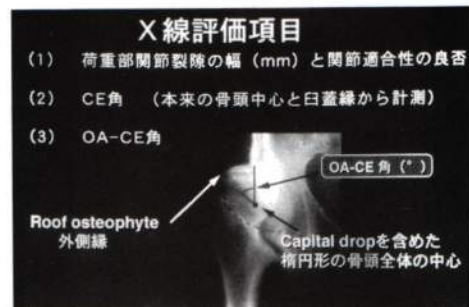 X線評価項目
(1) 荷重部関節裂隙の幅（mm）と関節適合性の良否
(2) CE角 （本来の骨頭中心と臼蓋縁から計測）
(3) OA-CE角
OA-CE角（°）
Roof osteophyte
外側縁
Capital dropを含めた
楕円形の骨頭全体の中心